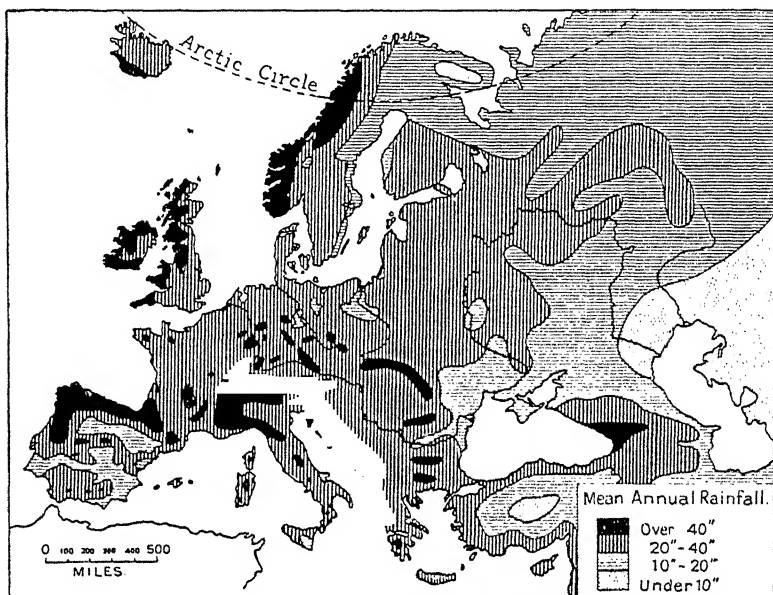 Arctic Circle
Mean Annual Rainfall.
Over 40"
20"-40"
10"-20"
Under 10"
0 100 200 300 400 500
MILES.